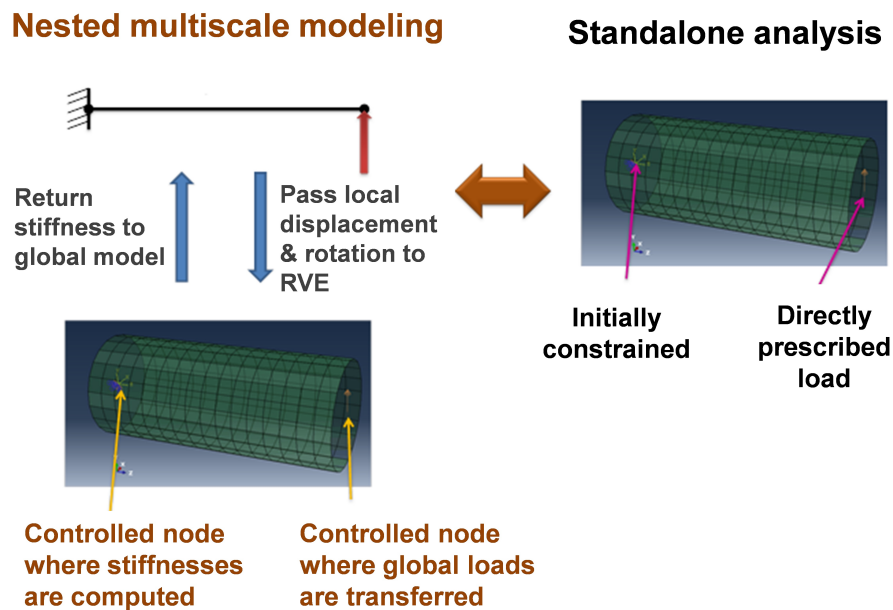 Nested multiscale modeling
Return
stiffness to
global model
Pass local
displacement
& rotation to
RVE
Controlled node
where stiffnesses
are computed
Controlled node
where global loads
are transferred
Standalone analysis
Initially
constrained
Directly
prescribed
load